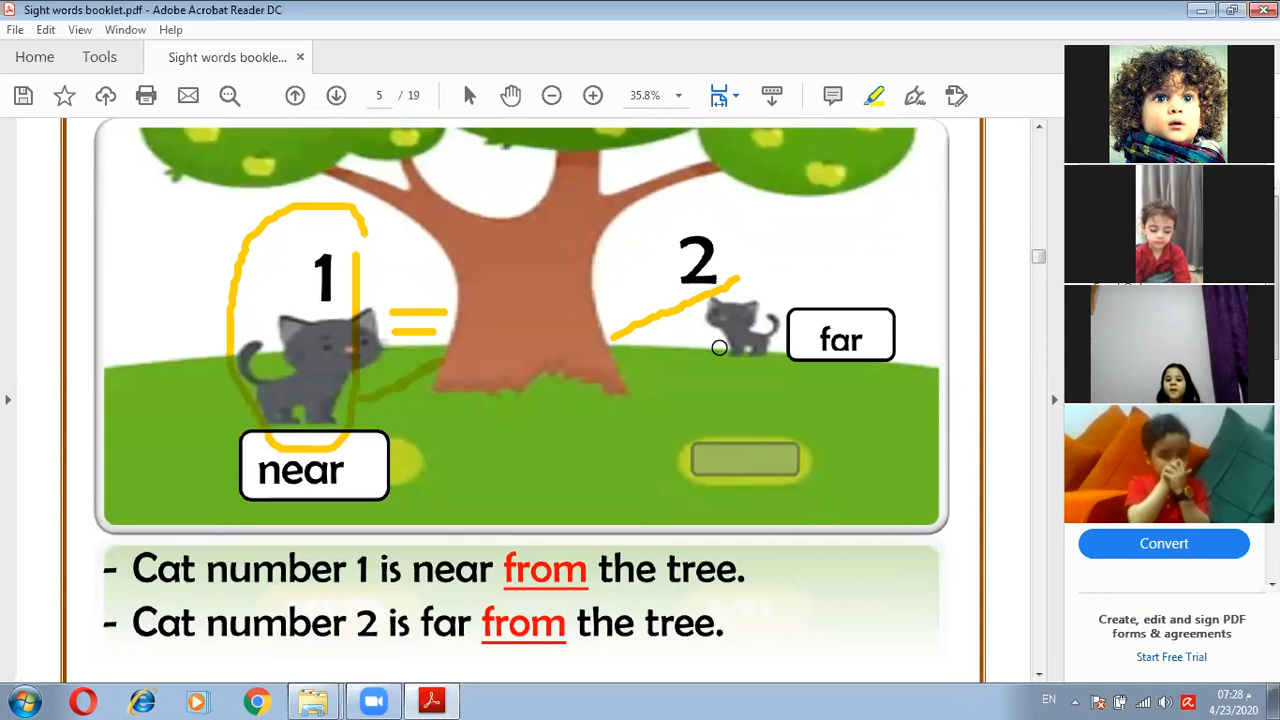 Sight words booklet.pdf - Adobe Acrobat Reader DC
File Edit View Window Help
Home Tools Sight words bookle... ×
5 / 19 35.8%
1
2
far
near
- Cat number 1 is near from the tree.
- Cat number 2 is far from the tree.
Convert
Create, edit and sign PDF
forms & agreements
Start Free Trial
EN
07:28 م
4/23/2020